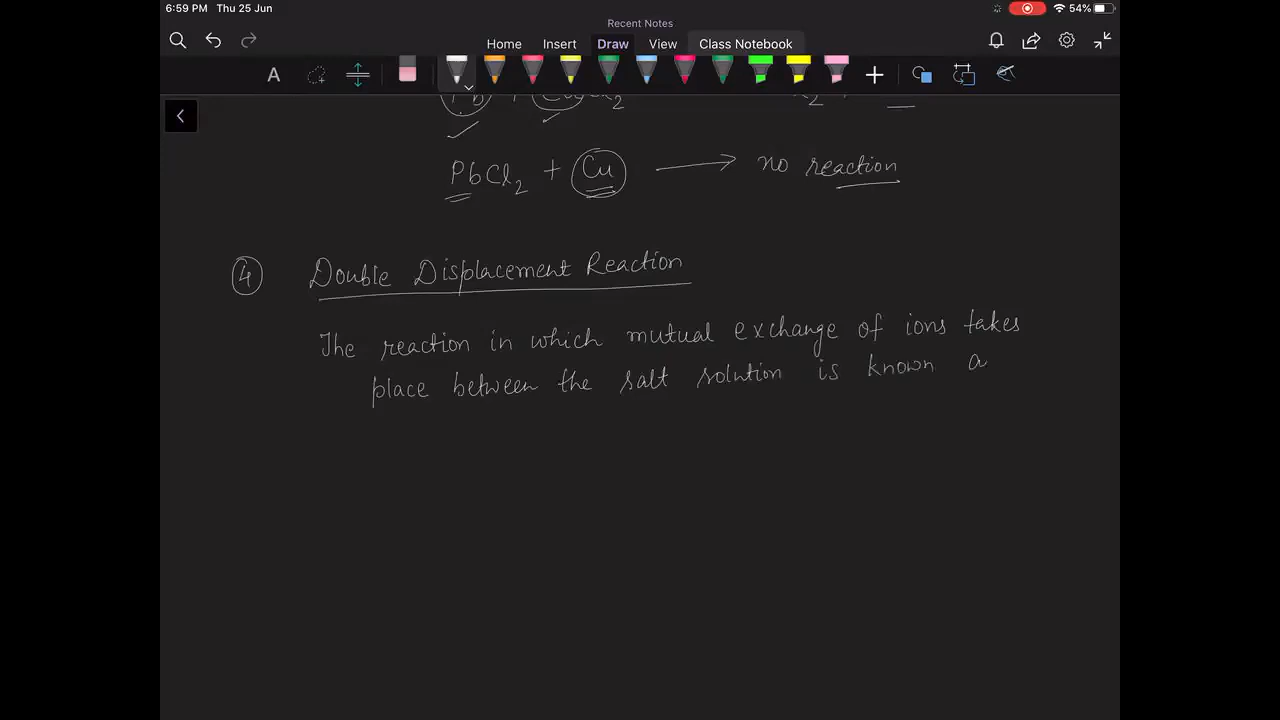 6:59 PM Thu 25 Jun
54%
Recent Notes
Home Insert Draw View Class Notebook
A
Pb + CuCl2
PbCl2 + Cu → no reaction
4 Double Displacement Reaction
The reaction in which mutual exchange of ions takes
place between the salt solution is known a